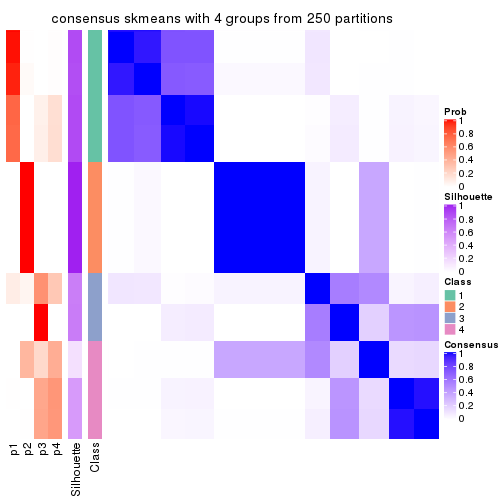 consensus skmeans with 4 groups from 250 partitions
Prob
1
0.8
0.6
0.4
0.2
0
Silhouette
1
0.8
0.6
0.4
0.2
0
Class
1
2
3
4
Consensus
1
0.8
0.6
0.4
0.2
0
p1
p2
p3
p4
Silhouette
Class